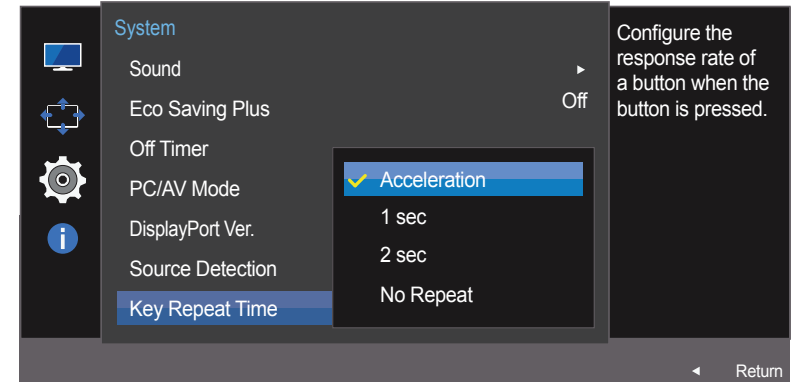 System
Sound ►
Eco Saving Plus Off
Off Timer
PC/AV Mode
DisplayPort Ver.
Source Detection
Key Repeat Time
Acceleration
1 sec
2 sec
No Repeat
Configure the
response rate of
a button when the
button is pressed.
◄ Return